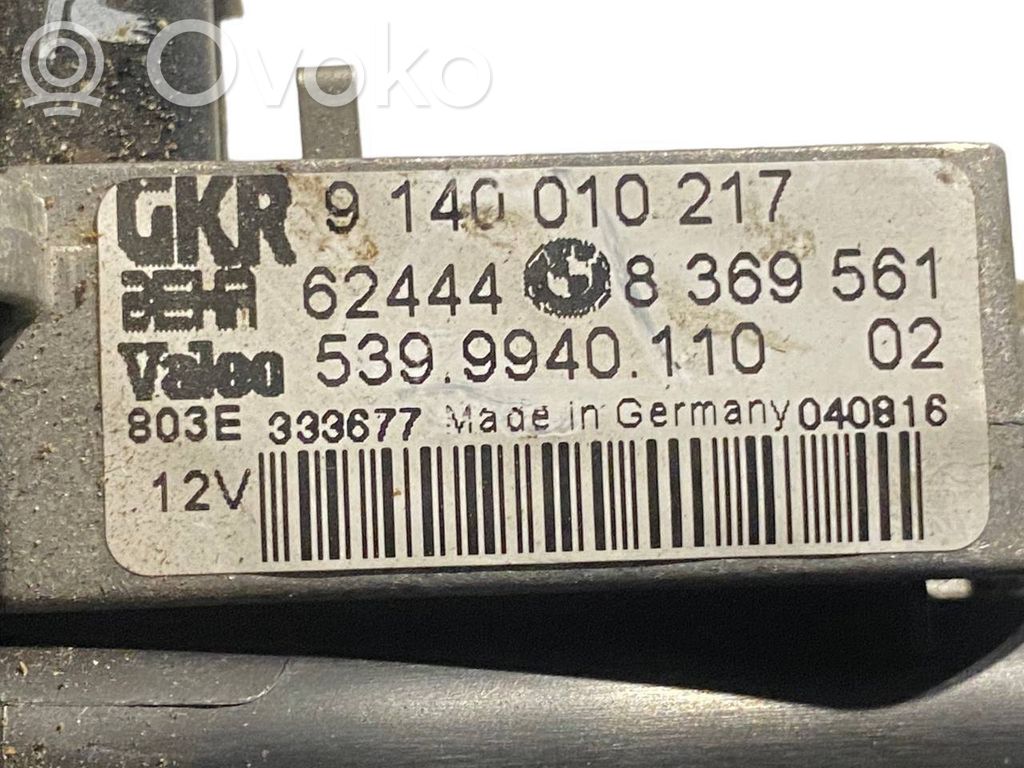 Ovoko
GKR 9 140 010 217
BEHR 62444 8 369 561
Valeo 539.9940.110 02
803E 333677 Made in Germany 040816
12V